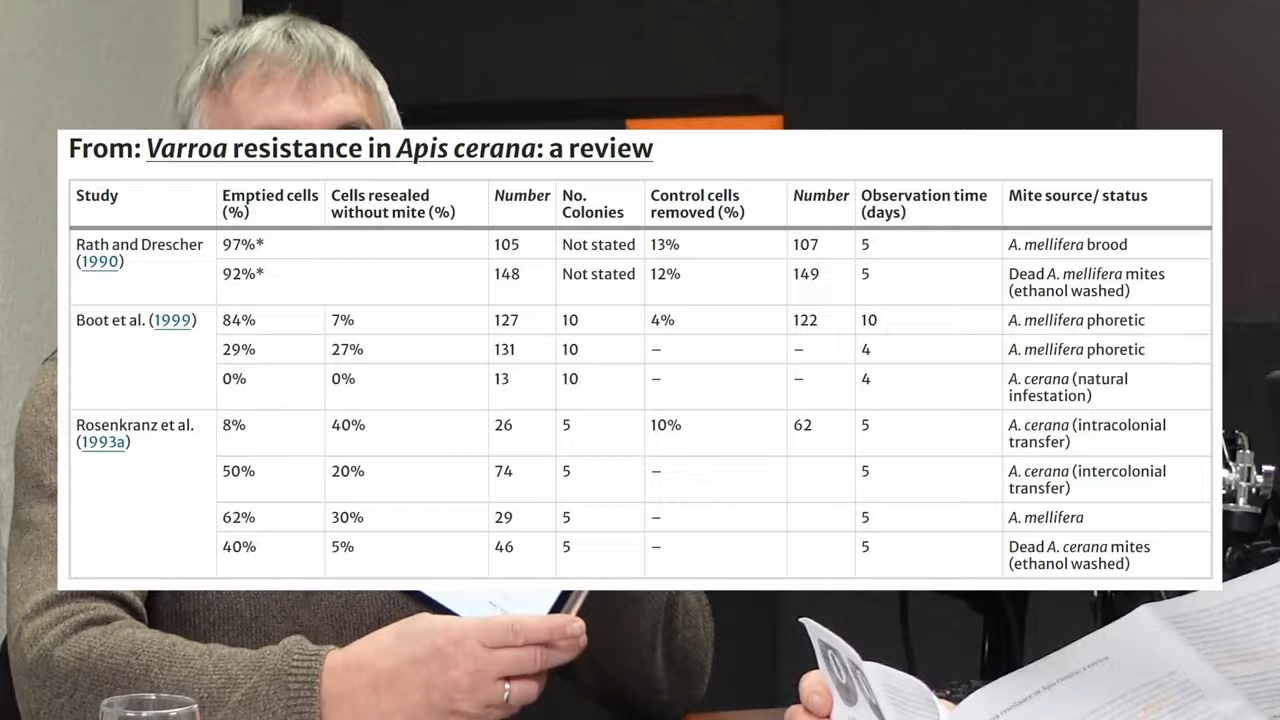 From: Varroa resistance in Apis cerana: a review
Study Emptied cells (%) Cells resealed without mite (%) Number No. Colonies Control cells removed (%) Number Observation time (days) Mite source/ status
Rath and Drescher (1990) 97%* 105 Not stated 13% 107 5 A. mellifera brood
92%* 148 Not stated 12% 149 5 Dead A. mellifera mites (ethanol washed)
Boot et al. (1999) 84% 7% 127 10 4% 122 10 A. mellifera phoretic
29% 27% 131 10 – – 4 A. mellifera phoretic
0% 0% 13 10 – – 4 A. cerana (natural infestation)
Rosenkranz et al. (1993a) 8% 40% 26 5 10% 62 5 A. cerana (intracolonial transfer)
50% 20% 74 5 – 5 A. cerana (intercolonial transfer)
62% 30% 29 5 – 5 A. mellifera
40% 5% 46 5 – 5 Dead A. cerana mites (ethanol washed)
resistance in Apis cerana: a review